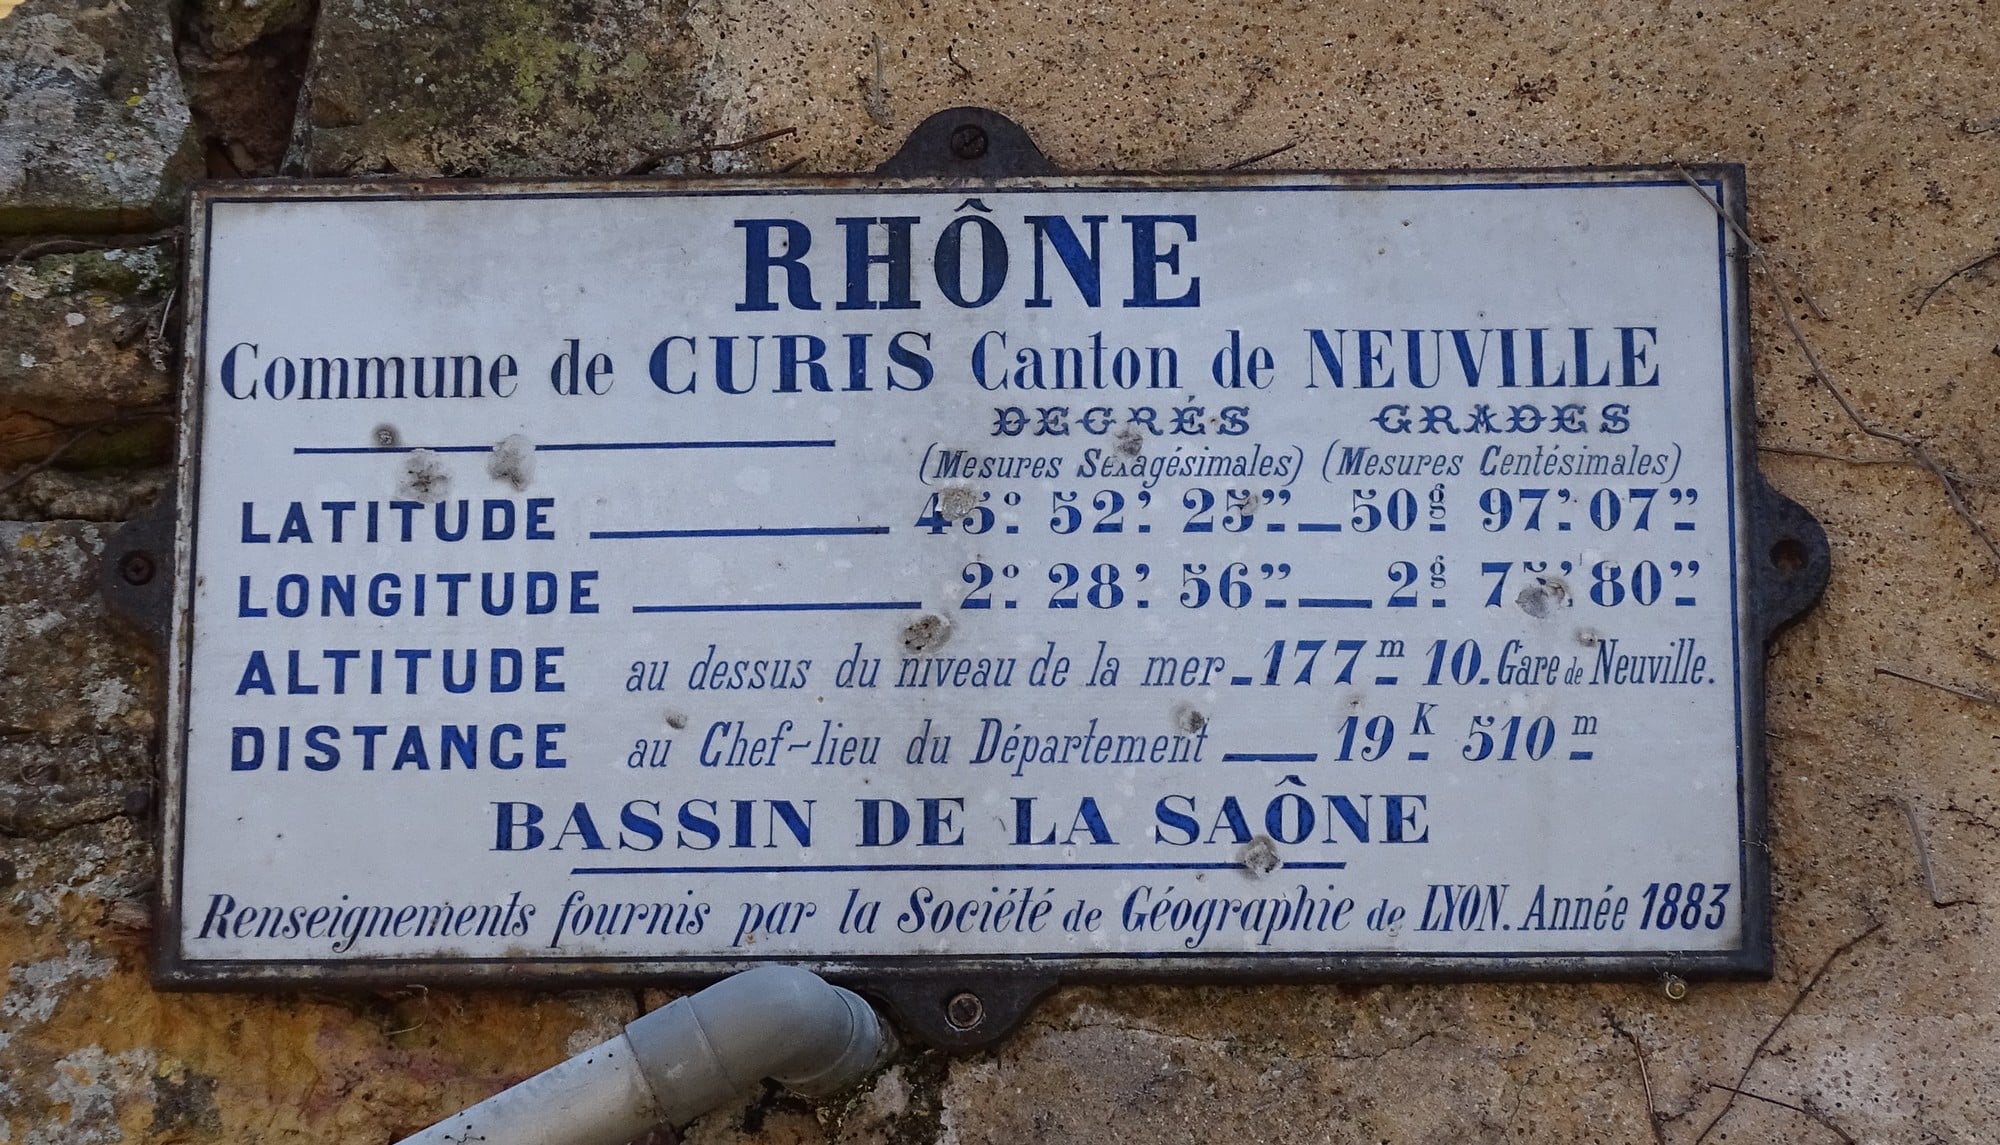 RHÔNE
Commune de CURIS Canton de NEUVILLE
DEGRÉS GRADES
(Mesures Sexagésimales) (Mesures Centésimales)
LATITUDE 45° 52' 25" 50g 97' 07"
LONGITUDE 2° 28' 56" 2g 75' 80"
ALTITUDE au dessus du niveau de la mer 177m 10. Gare de Neuville.
DISTANCE au Chef-lieu du Département 19K 510m
BASSIN DE LA SAÔNE
Renseignements fournis par la Société de Géographie de LYON. Année 1883